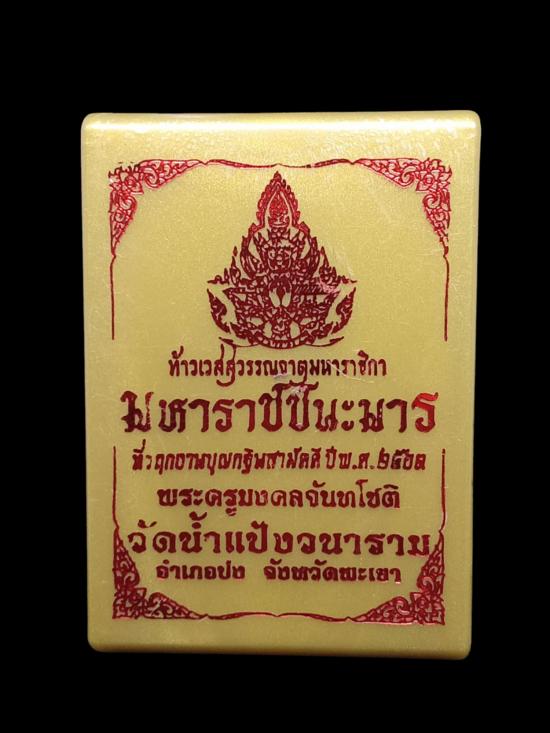 ท้าวเวสสุวรรณจาตุมหาราชิกา
มหาราชชนะมาร
ที่รฤกงานบุญกฐินสามัคคี ปีพ.ศ.๒๕๖๓
พระครูมงคลจันทโชติ
วัดน้ำแป้งวนาราม
อำเภอปง จังหวัดพะเยา